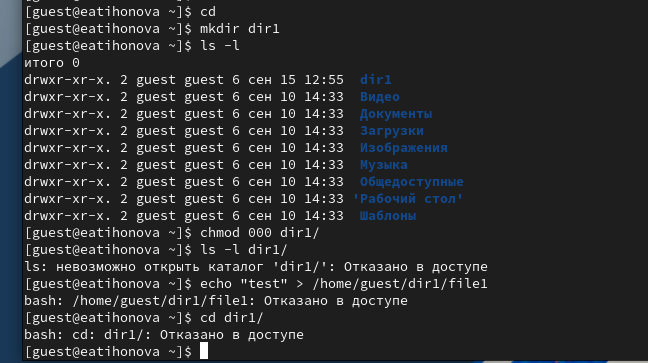 [guest@eatihonova ~]$ cd
[guest@eatihonova ~]$ mkdir dir1
[guest@eatihonova ~]$ ls -l
итого 0
drwxr-xr-x. 2 guest guest 6 сен 15 12:55  dir1
drwxr-xr-x. 2 guest guest 6 сен 10 14:33  Видео
drwxr-xr-x. 2 guest guest 6 сен 10 14:33  Документы
drwxr-xr-x. 2 guest guest 6 сен 10 14:33  Загрузки
drwxr-xr-x. 2 guest guest 6 сен 10 14:33  Изображения
drwxr-xr-x. 2 guest guest 6 сен 10 14:33  Музыка
drwxr-xr-x. 2 guest guest 6 сен 10 14:33  Общедоступные
drwxr-xr-x. 2 guest guest 6 сен 10 14:33 'Рабочий стол'
drwxr-xr-x. 2 guest guest 6 сен 10 14:33  Шаблоны
[guest@eatihonova ~]$ chmod 000 dir1/
[guest@eatihonova ~]$ ls -l dir1/
ls: невозможно открыть каталог 'dir1/': Отказано в доступе
[guest@eatihonova ~]$ echo "test" > /home/guest/dir1/file1
bash: /home/guest/dir1/file1: Отказано в доступе
[guest@eatihonova ~]$ cd dir1/
bash: cd: dir1/: Отказано в доступе
[guest@eatihonova ~]$